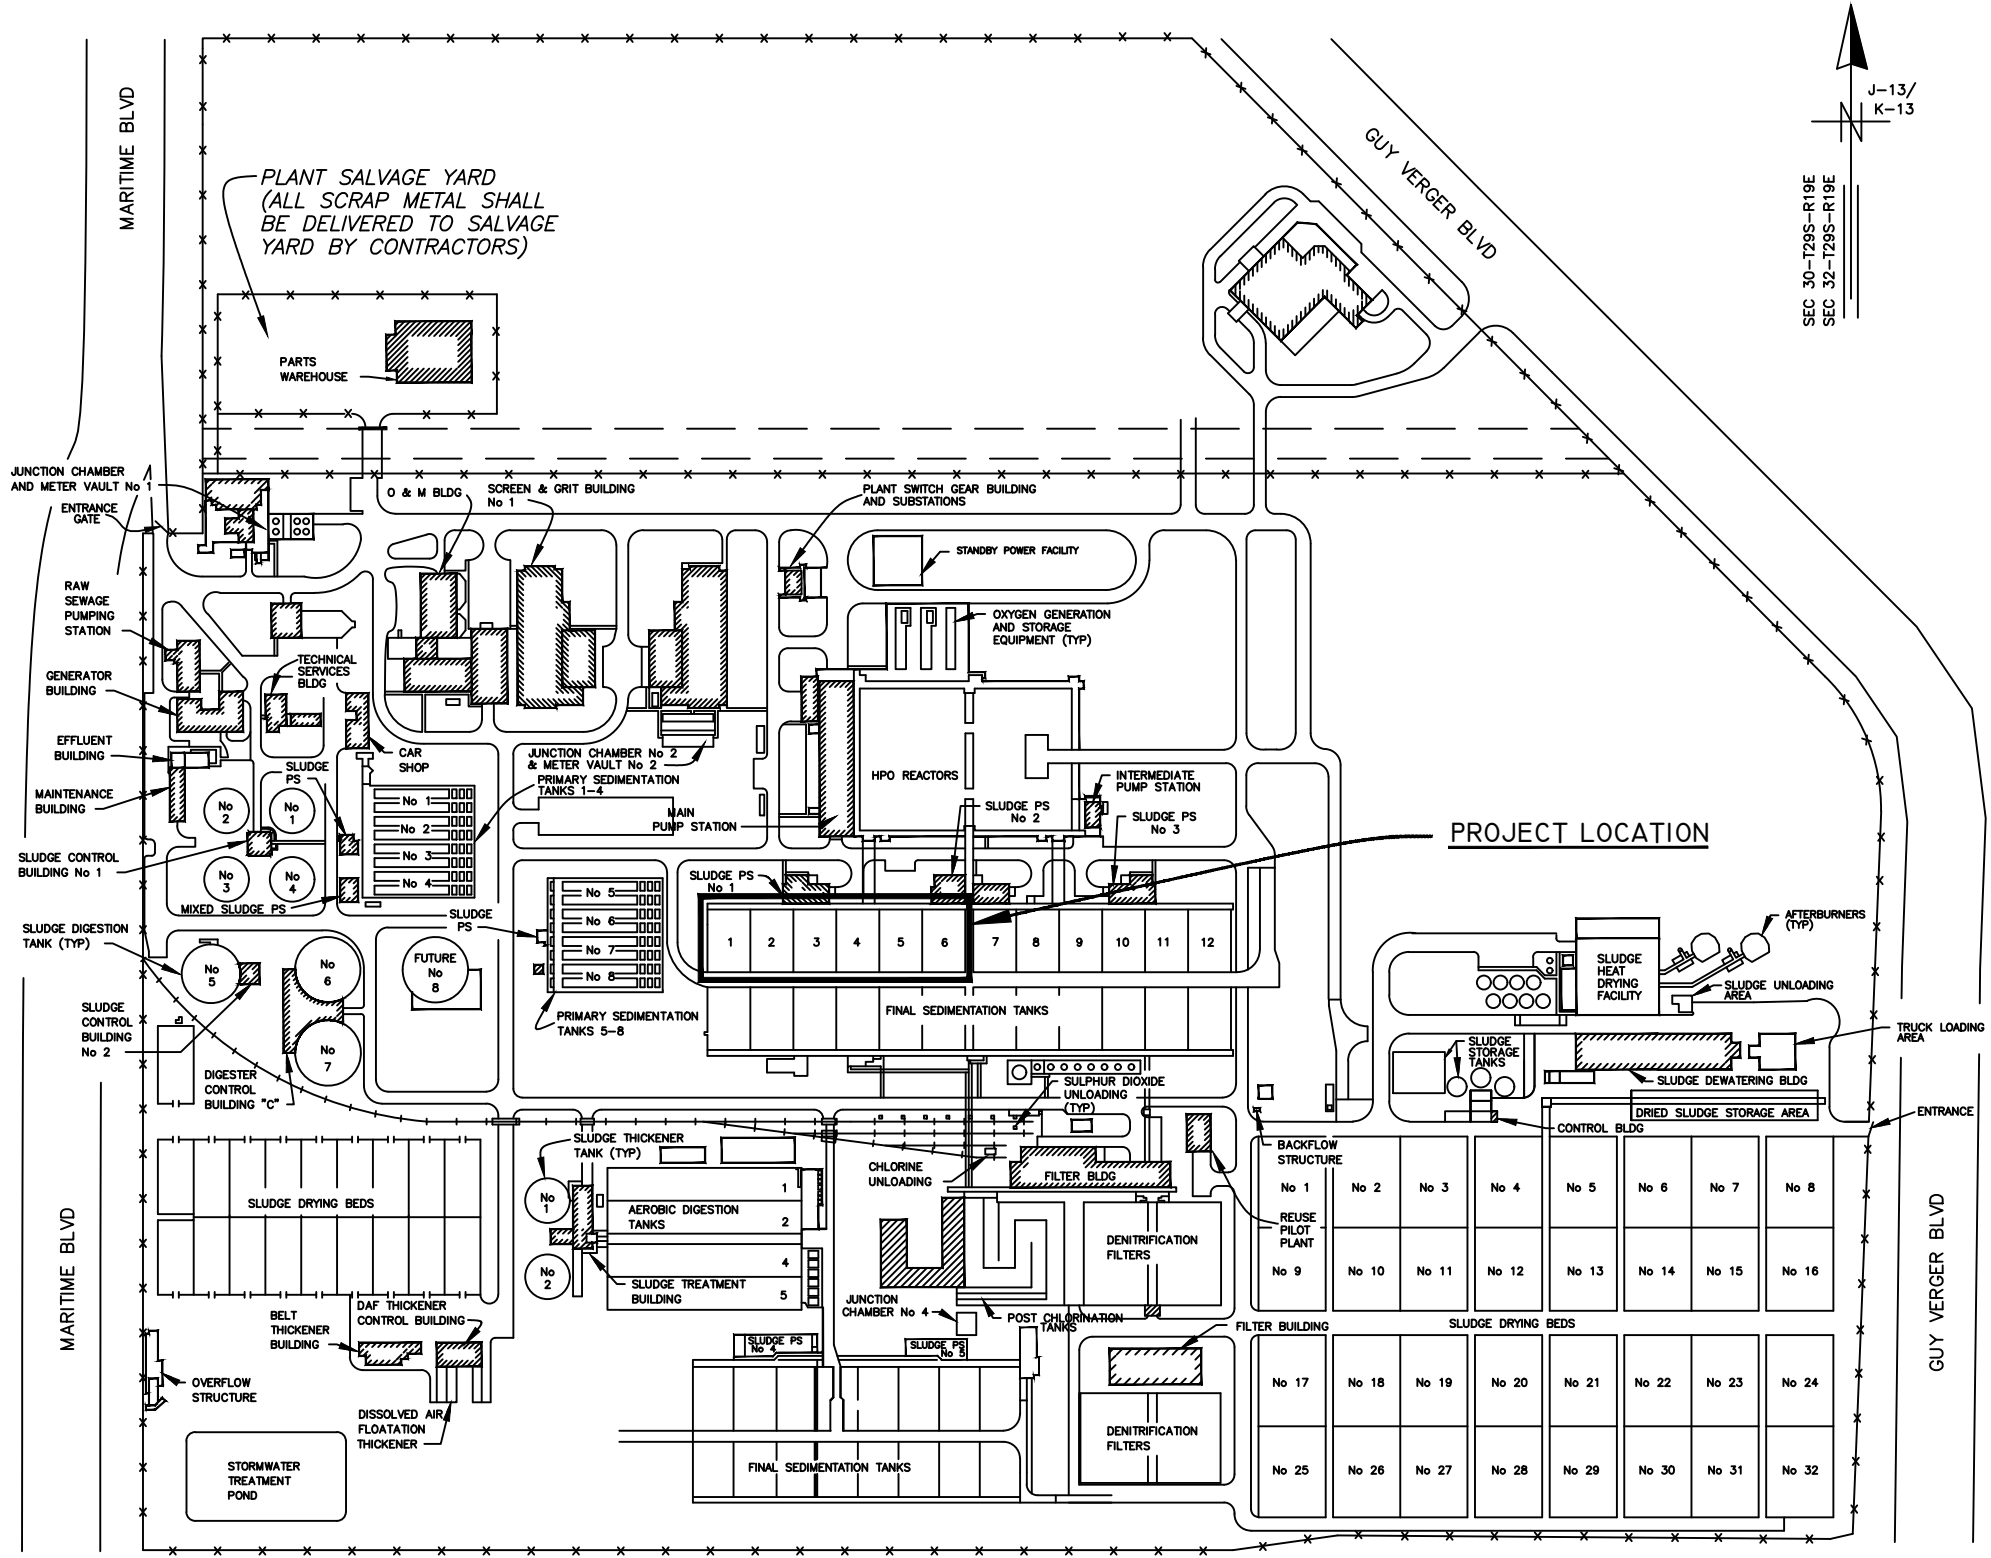 MARITIME BLVD
GUY VERGER BLVD
J-13/
K-13
N
SEC 30-T29S-R19E
SEC 32-T29S-R19E
PLANT SALVAGE YARD
(ALL SCRAP METAL SHALL
BE DELIVERED TO SALVAGE
YARD BY CONTRACTORS)
PARTS
WAREHOUSE
JUNCTION CHAMBER
AND METER VAULT No 1
ENTRANCE
GATE
O & M BLDG
SCREEN & GRIT BUILDING
No 1
PLANT SWITCH GEAR BUILDING
AND SUBSTATIONS
STANDBY POWER FACILITY
RAW
SEWAGE
PUMPING
STATION
OXYGEN GENERATION
AND STORAGE
EQUIPMENT (TYP)
TECHNICAL
SERVICES
BLDG
GENERATOR
BUILDING
EFFLUENT
BUILDING
CAR
SHOP
JUNCTION CHAMBER No 2
& METER VAULT No 2
PRIMARY SEDIMENTATION
TANKS 1-4
SLUDGE
PS
HPO REACTORS
INTERMEDIATE
PUMP STATION
MAINTENANCE
BUILDING
No
2
No
1
No 1
No 2
No 3
No 4
MAIN
PUMP STATION
SLUDGE PS
No 2
SLUDGE PS
No 3
PROJECT LOCATION
SLUDGE CONTROL
BUILDING No 1
No
3
No
4
MIXED SLUDGE PS
SLUDGE PS
No 1
No 5
No 6
No 7
No 8
SLUDGE
PS
SLUDGE DIGESTION
TANK (TYP)
1 2 3 4 5 6 7 8 9 10 11 12
AFTERBURNERS
(TYP)
No
5
No
6
FUTURE
No
8
SLUDGE
HEAT
DRYING
FACILITY
SLUDGE UNLOADING
AREA
SLUDGE
CONTROL
BUILDING
No 2
PRIMARY SEDIMENTATION
TANKS 5-8
FINAL SEDIMENTATION TANKS
TRUCK LOADING
AREA
No
7
SLUDGE
STORAGE
TANKS
DIGESTER
CONTROL
BUILDING "C"
SULPHUR DIOXIDE
UNLOADING
(TYP)
SLUDGE DEWATERING BLDG
DRIED SLUDGE STORAGE AREA
ENTRANCE
CONTROL BLDG
SLUDGE THICKENER
TANK (TYP)
BACKFLOW
STRUCTURE
CHLORINE
UNLOADING
FILTER BLDG
SLUDGE DRYING BEDS
No
1
1
AEROBIC DIGESTION
TANKS
2
4
5
REUSE
PILOT
PLANT
DENITRIFICATION
FILTERS
No 1 No 2 No 3 No 4 No 5 No 6 No 7 No 8
No 9 No 10 No 11 No 12 No 13 No 14 No 15 No 16
No
2
SLUDGE TREATMENT
BUILDING
JUNCTION
CHAMBER No 4
POST CHLORINATION
TANKS
FILTER BUILDING
SLUDGE DRYING BEDS
MARITIME BLVD
GUY VERGER BLVD
BELT
THICKENER
BUILDING
DAF THICKENER
CONTROL BUILDING
SLUDGE PS
No 4
SLUDGE PS
No 5
OVERFLOW
STRUCTURE
DISSOLVED AIR
FLOATATION
THICKENER
No 17 No 18 No 19 No 20 No 21 No 22 No 23 No 24
DENITRIFICATION
FILTERS
STORMWATER
TREATMENT
POND
FINAL SEDIMENTATION TANKS
No 25 No 26 No 27 No 28 No 29 No 30 No 31 No 32